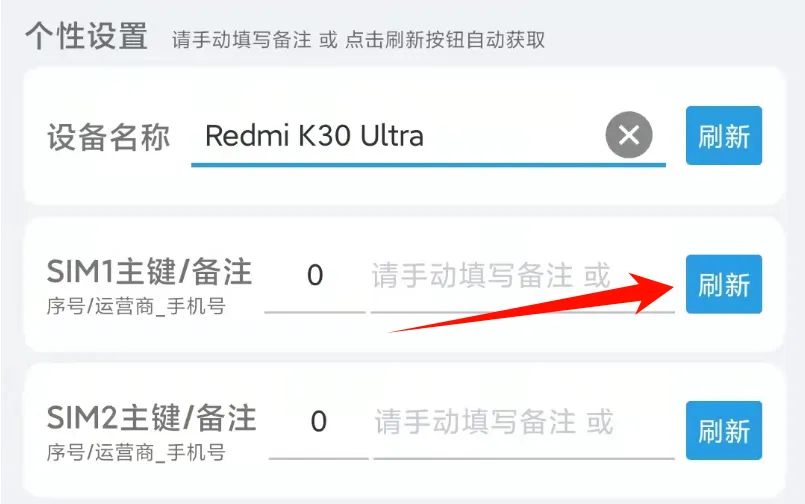 个性设置 请手动填写备注 或 点击刷新按钮自动获取
设备名称 Redmi K30 Ultra 刷新
SIM1主键/备注 0 请手动填写备注 或 刷新
序号/运营商_手机号
SIM2主键/备注 0 请手动填写备注 或 刷新
序号/运营商_手机号